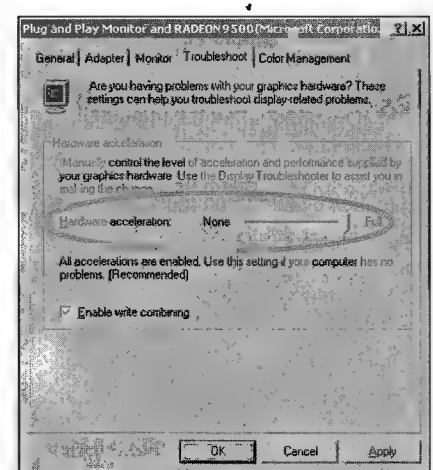 Plug and Play Monitor and RADEON 9500 (Microsoft Corporatio ? X
General Adapter Monitor Troubleshoot Color Management
Are you having problems with your graphics hardware? These
settings can help you troubleshoot display-related problems.
Hardware acceleration
Manually control the level of acceleration and performance supplied by
your graphics hardware. Use the Display Troubleshooter to assist you in
making the change.
Hardware acceleration: None Full
All accelerations are enabled. Use this setting if your computer has no
problems. (Recommended)
Enable write combining
OK Cancel Apply